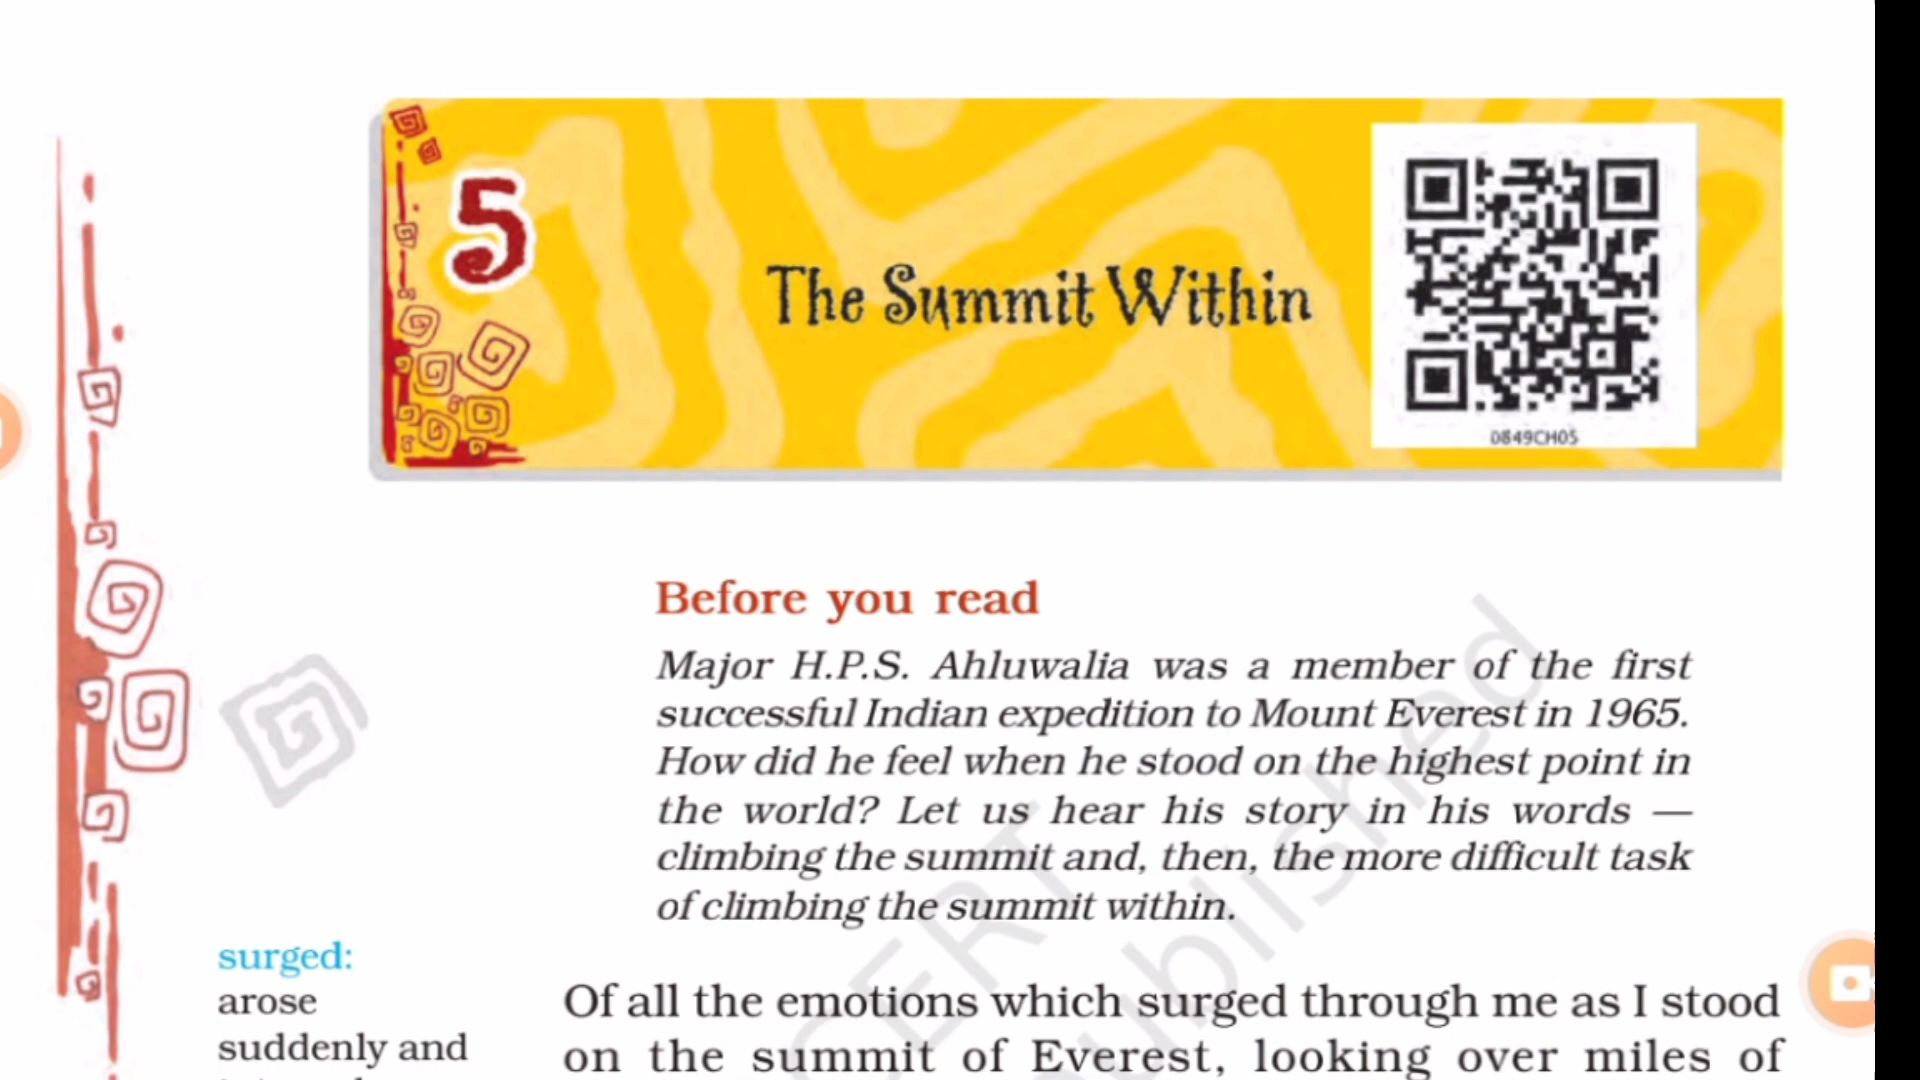 5
The Summit Within
0849CH05
Before you read
Major H.P.S. Ahluwalia was a member of the first
successful Indian expedition to Mount Everest in 1965.
How did he feel when he stood on the highest point in
the world? Let us hear his story in his words —
climbing the summit and, then, the more difficult task
of climbing the summit within.
surged:
arose
suddenly and
Of all the emotions which surged through me as I stood
on the summit of Everest, looking over miles of